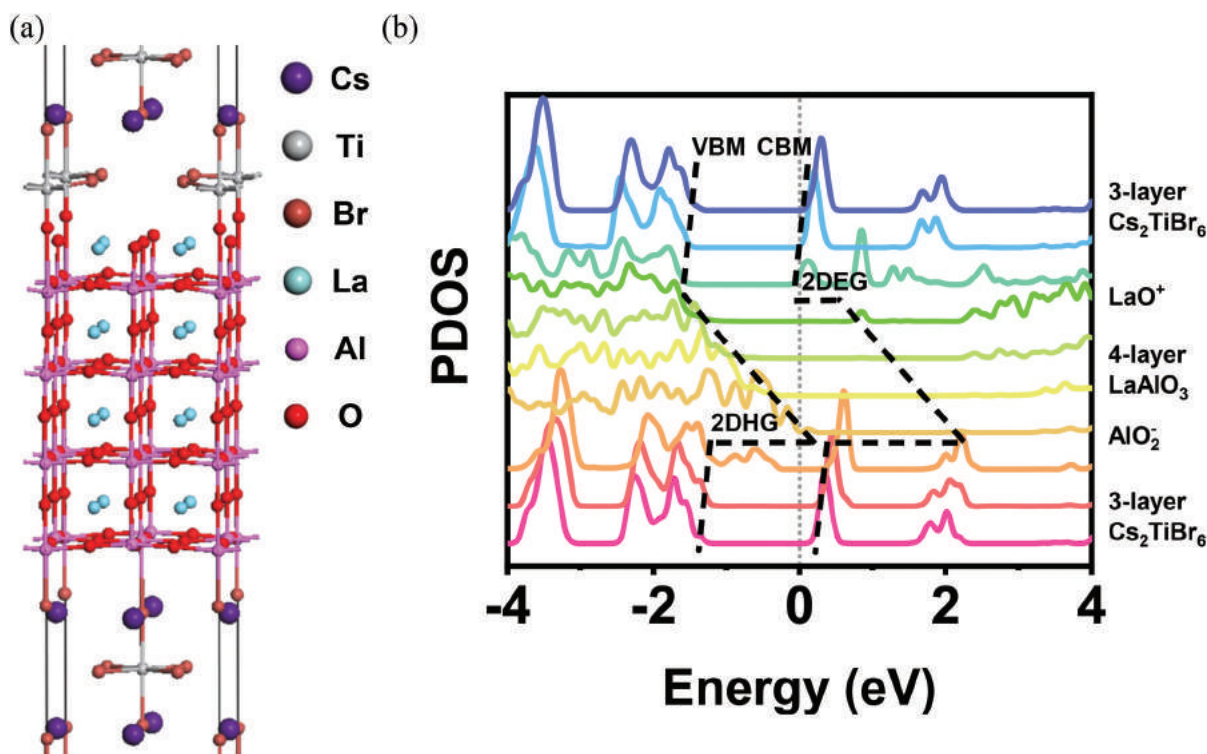 (a)
Cs
Ti
Br
La
Al
O
(b)
PDOS
VBM CBM
2DEG
2DHG
3-layer
Cs₂TiBr₆
LaO⁺
4-layer
LaAlO₃
AlO₂⁻
3-layer
Cs₂TiBr₆
-4 -2 0 2 4
Energy (eV)